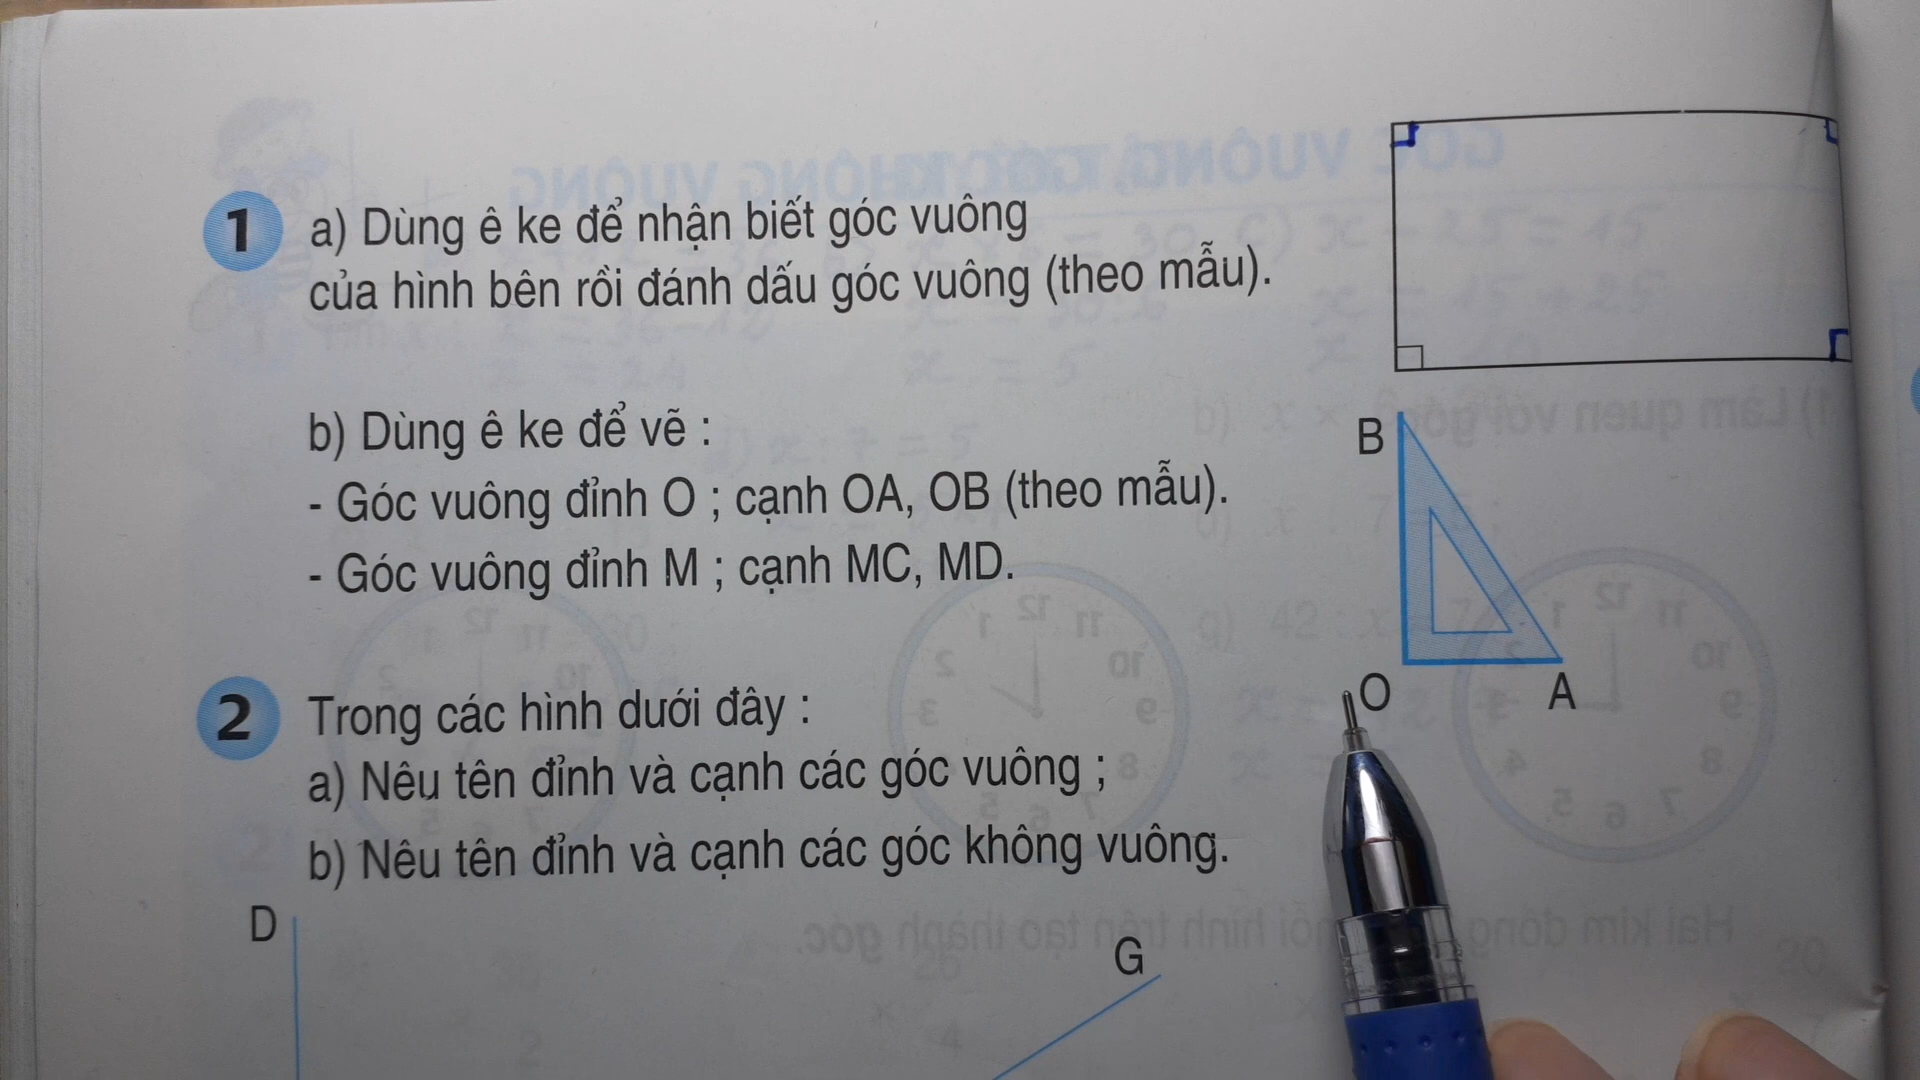 1 a) Dùng ê ke để nhận biết góc vuông
của hình bên rồi đánh dấu góc vuông (theo mẫu).
b) Dùng ê ke để vẽ :
- Góc vuông đỉnh O ; cạnh OA, OB (theo mẫu).
- Góc vuông đỉnh M ; cạnh MC, MD.
B
O
A
2 Trong các hình dưới đây :
a) Nêu tên đỉnh và cạnh các góc vuông ;
b) Nêu tên đỉnh và cạnh các góc không vuông.
D
G